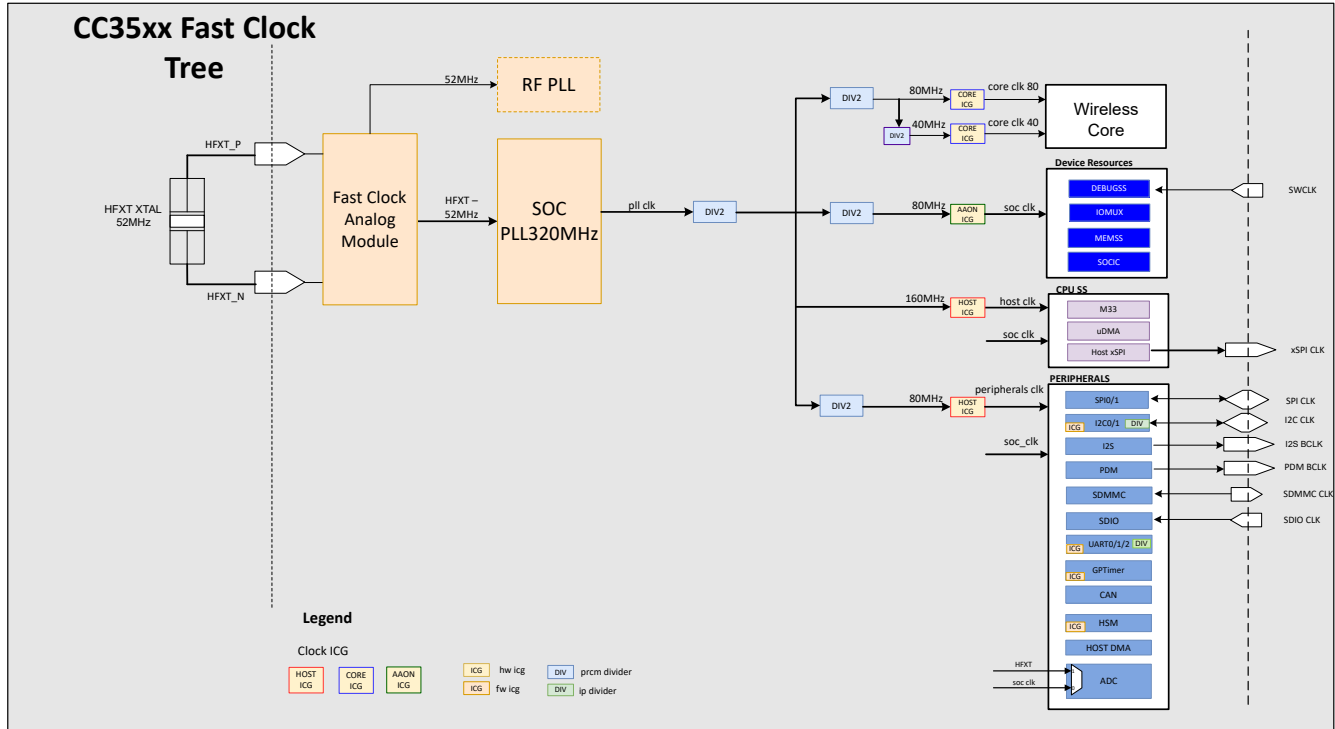 CC35xx Fast Clock
Tree
HFXT_P
HFXT XTAL
52MHz
HFXT_N
Fast Clock
Analog
Module
52MHz
RF PLL
HFXT –
52MHz
SOC
PLL320MHz
pll clk
DIV2
DIV2
80MHz
CORE
ICG
core clk 80
DIV2
40MHz
CORE
ICG
core clk 40
Wireless
Core
DIV2
80MHz
AAON
ICG
soc clk
Device Resources
DEBUGSS
IOMUX
MEMSS
SOCIC
SWCLK
160MHz
HOST
ICG
host clk
soc clk
CPU SS
M33
uDMA
Host xSPI
xSPI CLK
DIV2
80MHz
HOST
ICG
peripherals clk
soc_clk
PERIPHERALS
SPI0/1
SPI CLK
ICG
I2C0/1
DIV
I2C CLK
I2S
I2S BCLK
PDM
PDM BCLK
SDMMC
SDMMC CLK
SDIO
SDIO CLK
ICG
UART0/1/2
DIV
ICG
GPTimer
CAN
ICG
HSM
HOST DMA
HFXT
soc clk
1
0
ADC
Legend
Clock ICG
HOST
ICG
CORE
ICG
AAON
ICG
ICG
hw icg
ICG
fw icg
DIV
prcm divider
DIV
ip divider